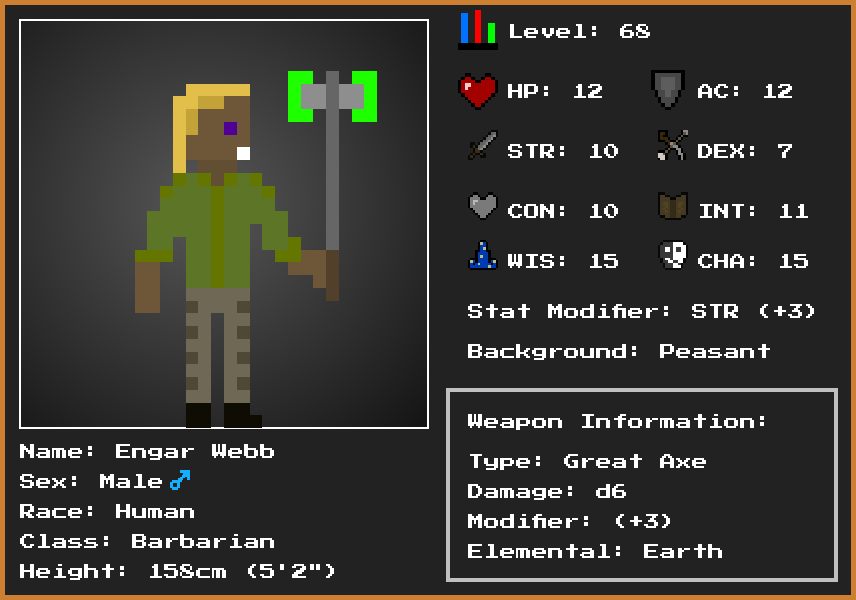 Level: 68
HP: 12
AC: 12
STR: 10
DEX: 7
CON: 10
INT: 11
WIS: 15
CHA: 15
Stat Modifier: STR (+3)
Background: Peasant
Weapon Information:
Type: Great Axe
Damage: d6
Modifier: (+3)
Elemental: Earth
Name: Engar Webb
Sex: Male♂
Race: Human
Class: Barbarian
Height: 158cm (5'2")